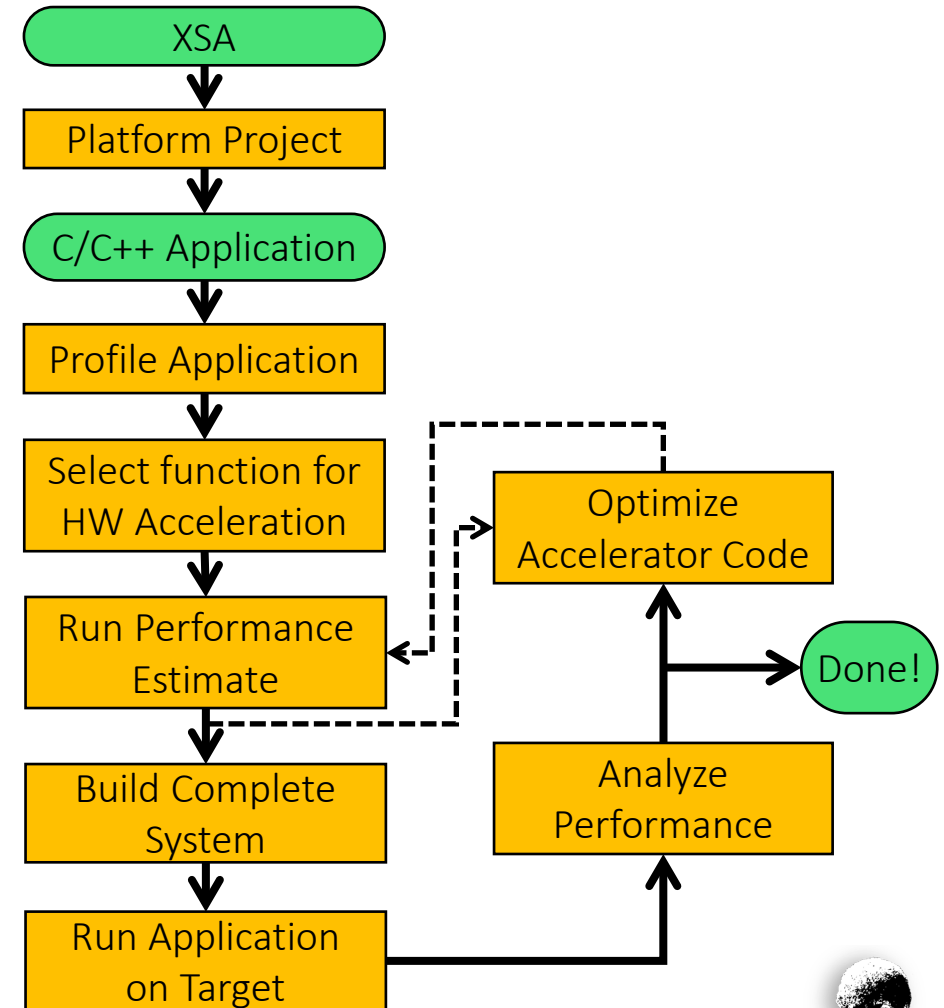 XSA
Platform Project
C/C++ Application
Profile Application
Select function for
HW Acceleration
Run Performance
Estimate
Build Complete
System
Run Application
on Target
Optimize
Accelerator Code
Done!
Analyze
Performance